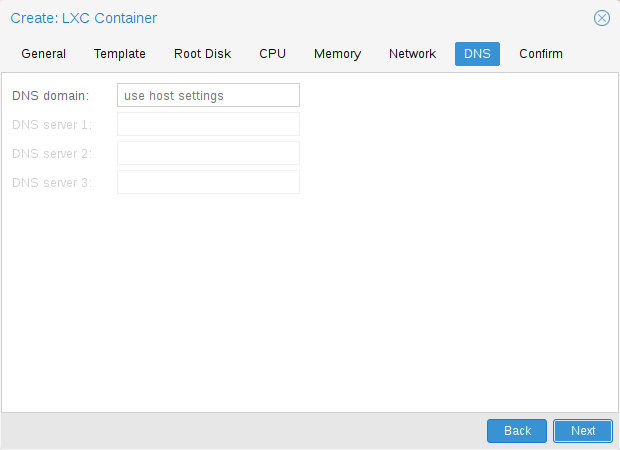 Create: LXC Container
General Template Root Disk CPU Memory Network DNS Confirm
DNS domain: use host settings
DNS server 1:
DNS server 2:
DNS server 3:
Back Next